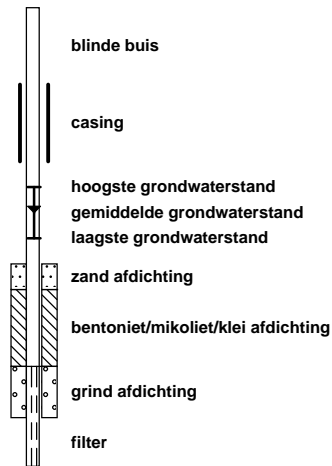 blinde buis
casing
hoogste grondwaterstand
gemiddelde grondwaterstand
laagste grondwaterstand
zand afdichting
bentoniet/mikoliet/klei afdichting
grind afdichting
filter